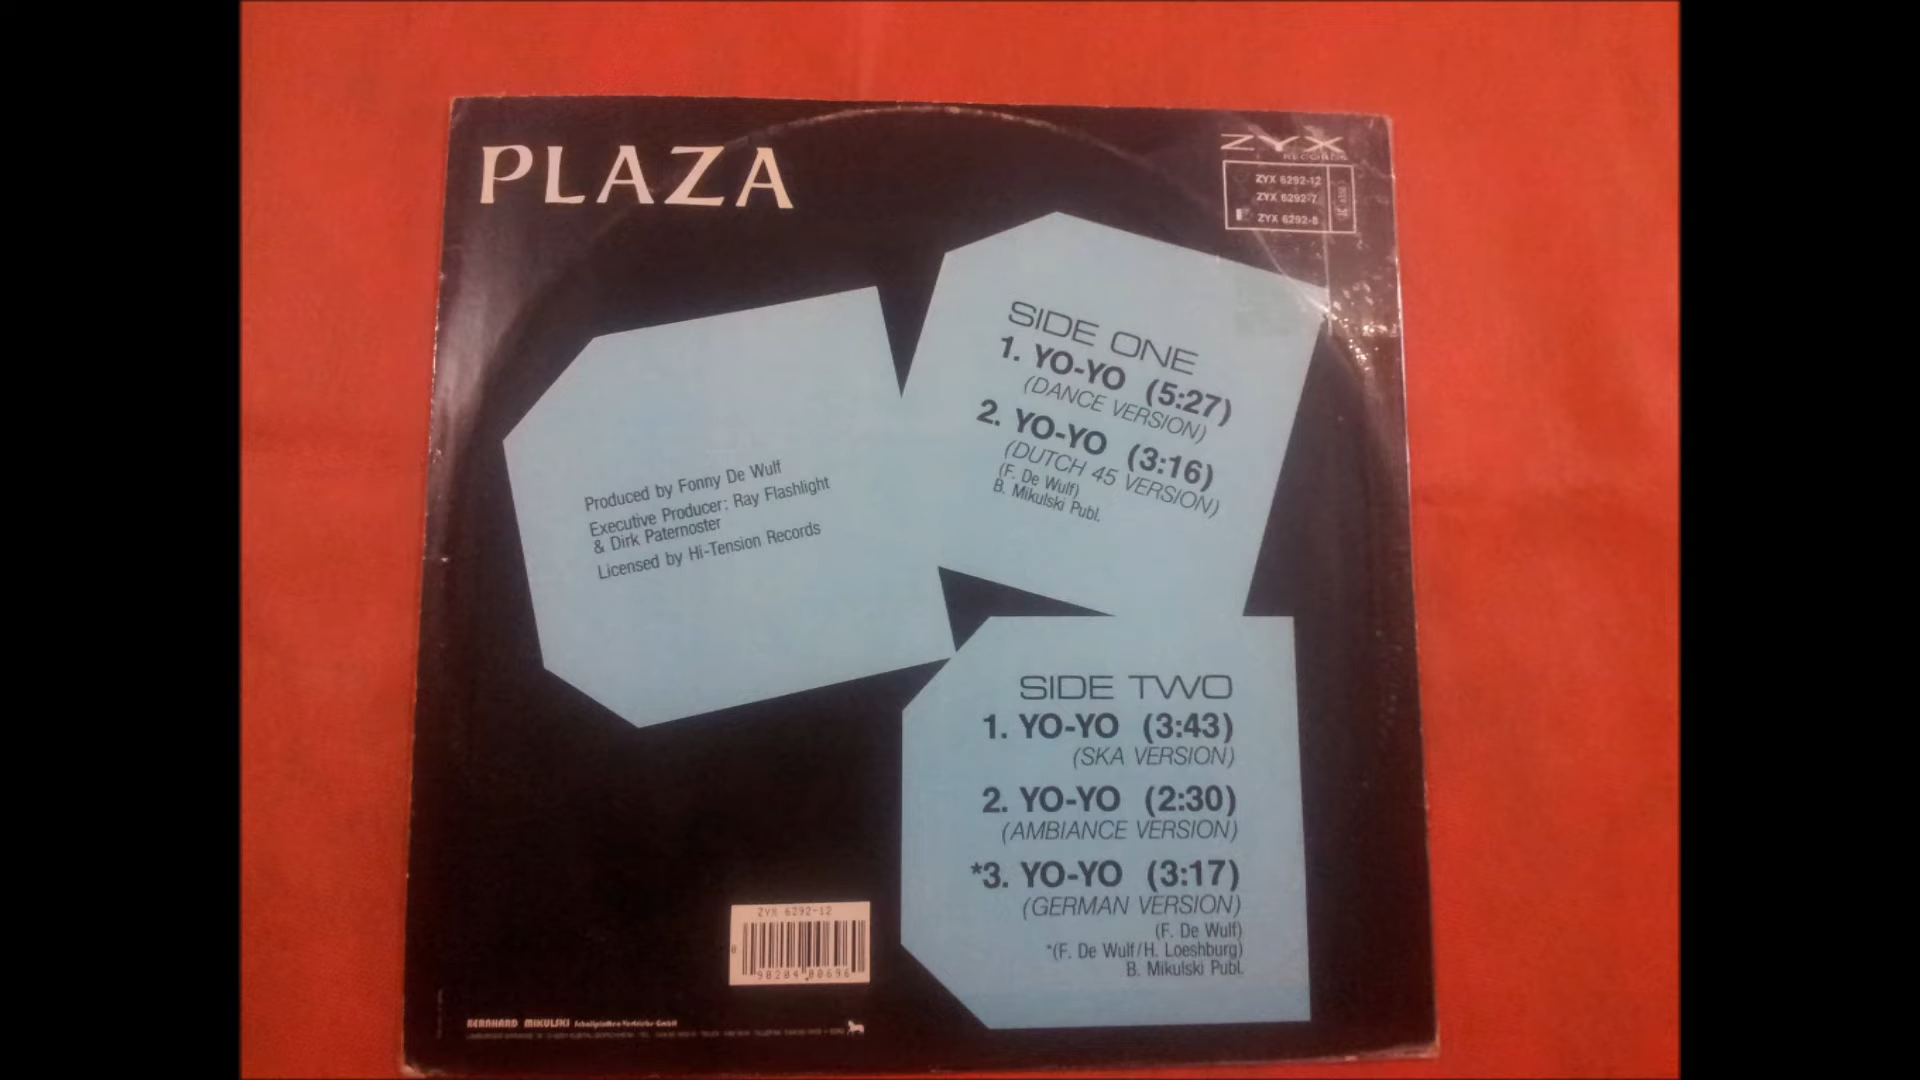 PLAZA
ZYX
RECORDS
ZYX 6292-12
ZYX 6292-7
ZYX 6292-8
SIDE ONE
1. YO-YO (5:27)
(DANCE VERSION)
2. YO-YO (3:16)
(DUTCH 45 VERSION)
(F. De Wulf)
B. Mikulski Publ.
Produced by Fonny De Wulf
Executive Producer: Ray Flashlight
& Dirk Paternoster
Licensed by Hi-Tension Records
SIDE TWO
1. YO-YO (3:43)
(SKA VERSION)
2. YO-YO (2:30)
(AMBIANCE VERSION)
*3. YO-YO (3:17)
(GERMAN VERSION)
(F. De Wulf)
*(F. De Wulf/H. Loeshburg)
B. Mikulski Publ.
ZYX 6292-12
BERNHARD MIKULSKI Schallplatten-Vertriebs-GmbH